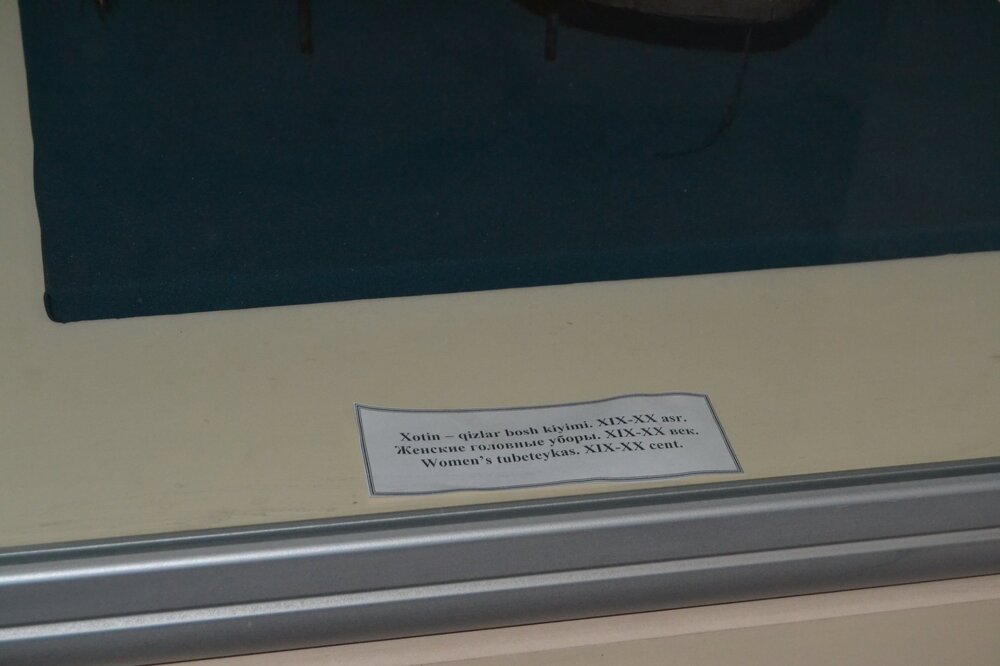 Xotin – qizlar bosh kiyimi. XIX-XX asr.
Женские головные уборы. XIX-XX век.
Women's tubeteykas. XIX-XX cent.